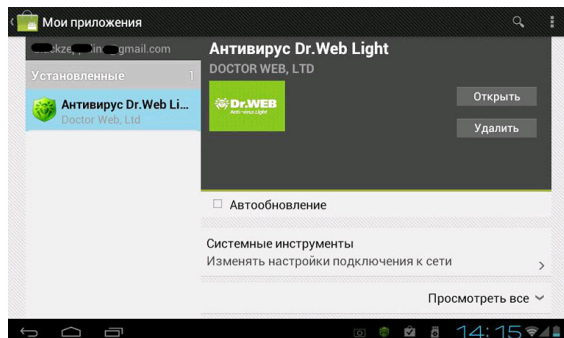 Мои приложения
gmail.com
Установленные 1
Антивирус Dr.Web Li...
Doctor Web, Ltd
Антивирус Dr.Web Light
DOCTOR WEB, LTD
Dr.WEB
Anti-virus Light
Открыть
Удалить
Автообновление
Системные инструменты
Изменять настройки подключения к сети
Просмотреть все
14:15